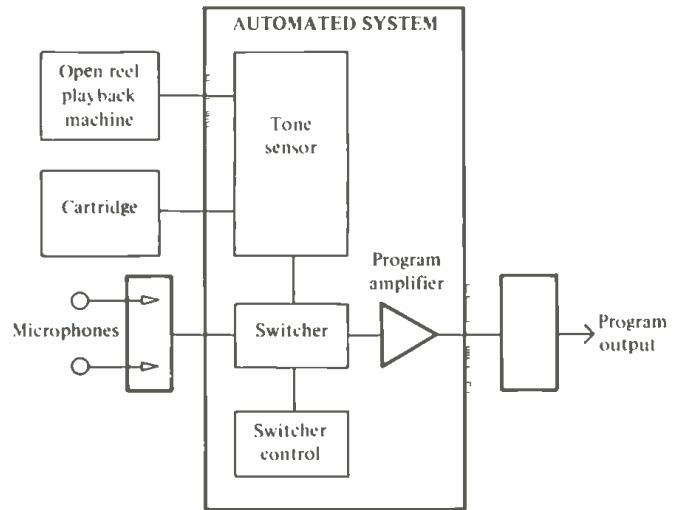 AUTOMATED SYSTEM
Open reel
playback
machine
Tone
sensor
Cartridge
Program
amplifier
Microphones
Switcher
Program
output
Switcher
control